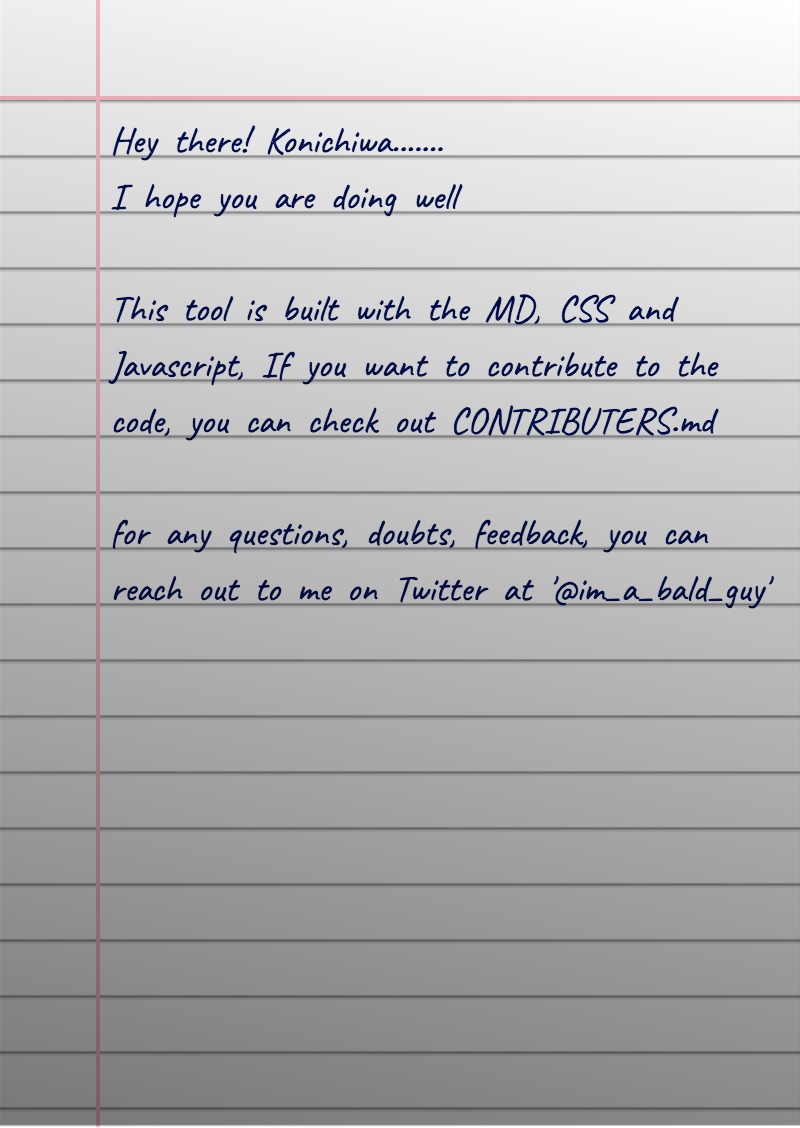 Hey there! Konichiwa.......
I hope you are doing well
This tool is built with the MD, CSS and
Javascript, If you want to contribute to the
code, you can check out CONTRIBUTERS.md
for any questions, doubts, feedback, you can
reach out to me on Twitter at '@im_a_bald_guy'